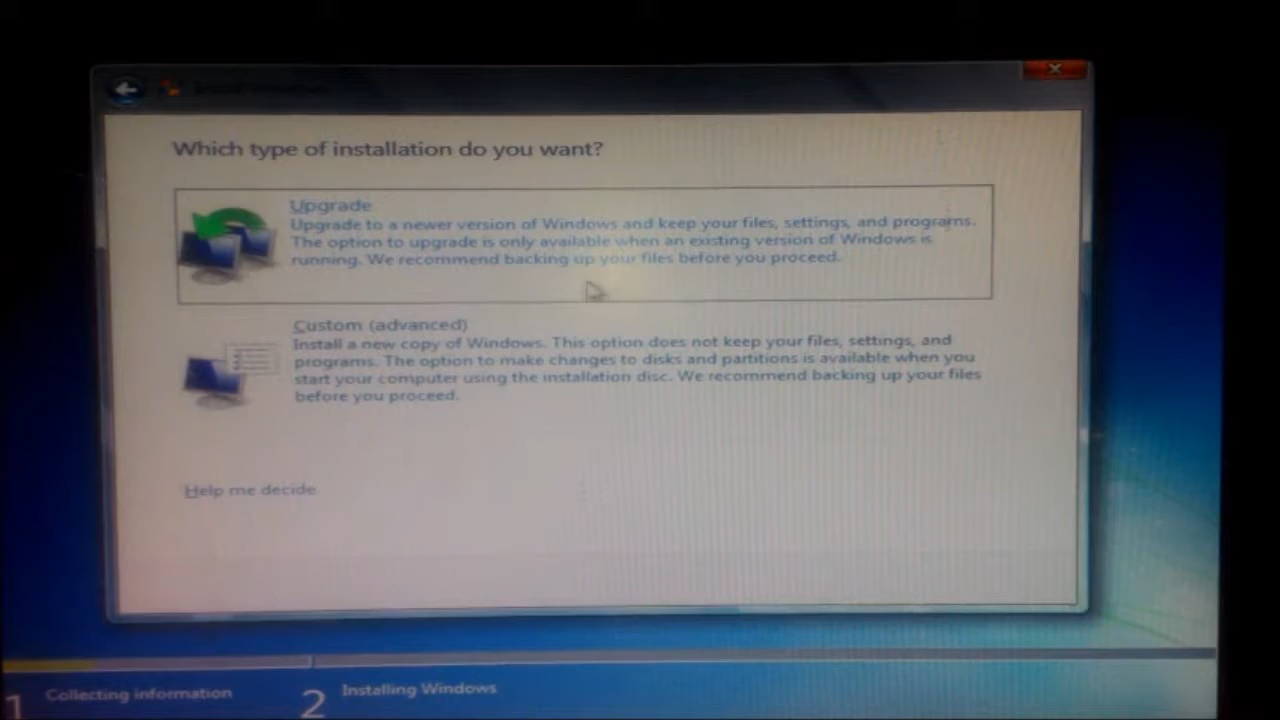 Install Windows
Which type of installation do you want?
Upgrade
Upgrade to a newer version of Windows and keep your files, settings, and programs.
The option to upgrade is only available when an existing version of Windows is
running. We recommend backing up your files before you proceed.
Custom (advanced)
Install a new copy of Windows. This option does not keep your files, settings, and
programs. The option to make changes to disks and partitions is available when you
start your computer using the installation disc. We recommend backing up your files
before you proceed.
Help me decide
1 Collecting information
2 Installing Windows